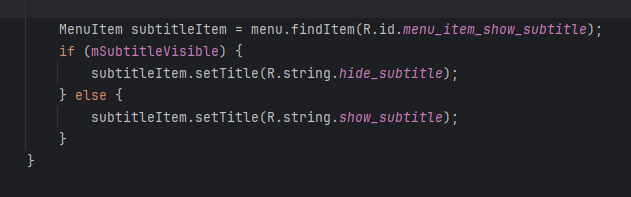 MenuItem subtitleItem = menu.findItem(R.id.menu_item_show_subtitle);
if (mSubtitleVisible) {
subtitleItem.setTitle(R.string.hide_subtitle);
} else {
subtitleItem.setTitle(R.string.show_subtitle);
}
}